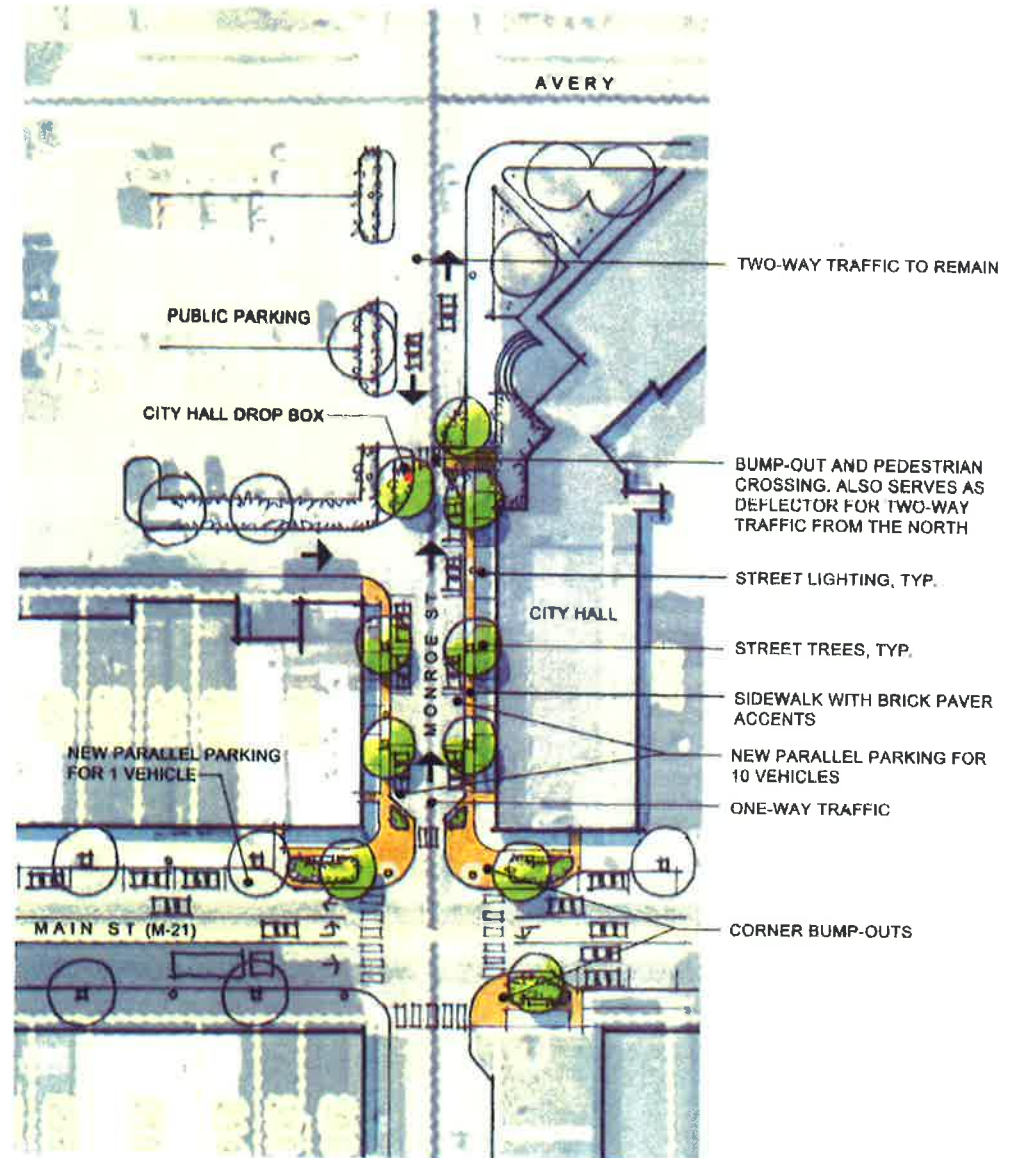 AVERY
TWO-WAY TRAFFIC TO REMAIN
PUBLIC PARKING
CITY HALL DROP BOX
BUMP-OUT AND PEDESTRIAN
CROSSING. ALSO SERVES AS
DEFLECTOR FOR TWO-WAY
TRAFFIC FROM THE NORTH
STREET LIGHTING, TYP.
CITY HALL
MONROE ST
STREET TREES, TYP.
SIDEWALK WITH BRICK PAVER
ACCENTS
NEW PARALLEL PARKING
FOR 1 VEHICLE
NEW PARALLEL PARKING FOR
10 VEHICLES
ONE-WAY TRAFFIC
MAIN ST (M-21)
CORNER BUMP-OUTS